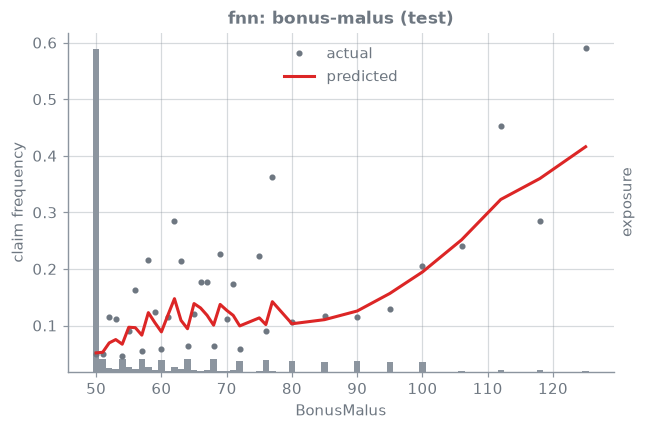 fnn: bonus-malus (test)
actual
predicted
claim frequency
0.6
0.5
0.4
0.3
0.2
0.1
exposure
50 60 70 80 90 100 110 120
BonusMalus